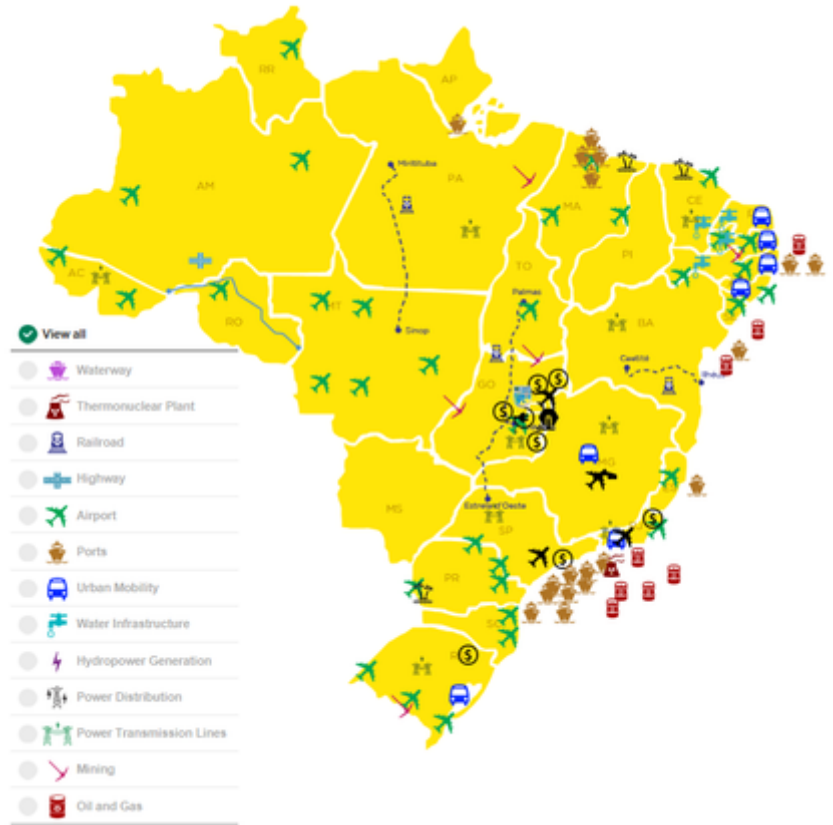 RR
AP
AM
PA
Miritituba
MA
CE
PI
AC
TO
RO
MT
Palmas
Sinop
BA
View all
GO
Caetité
Ilhéus
Waterway
Thermonuclear Plant
Railroad
MG
Highway
MS
Estrela d'Oeste
Airport
SP
Ports
PR
Urban Mobility
Water Infrastructure
SC
Hydropower Generation
Power Distribution
Power Transmission Lines
Mining
Oil and Gas